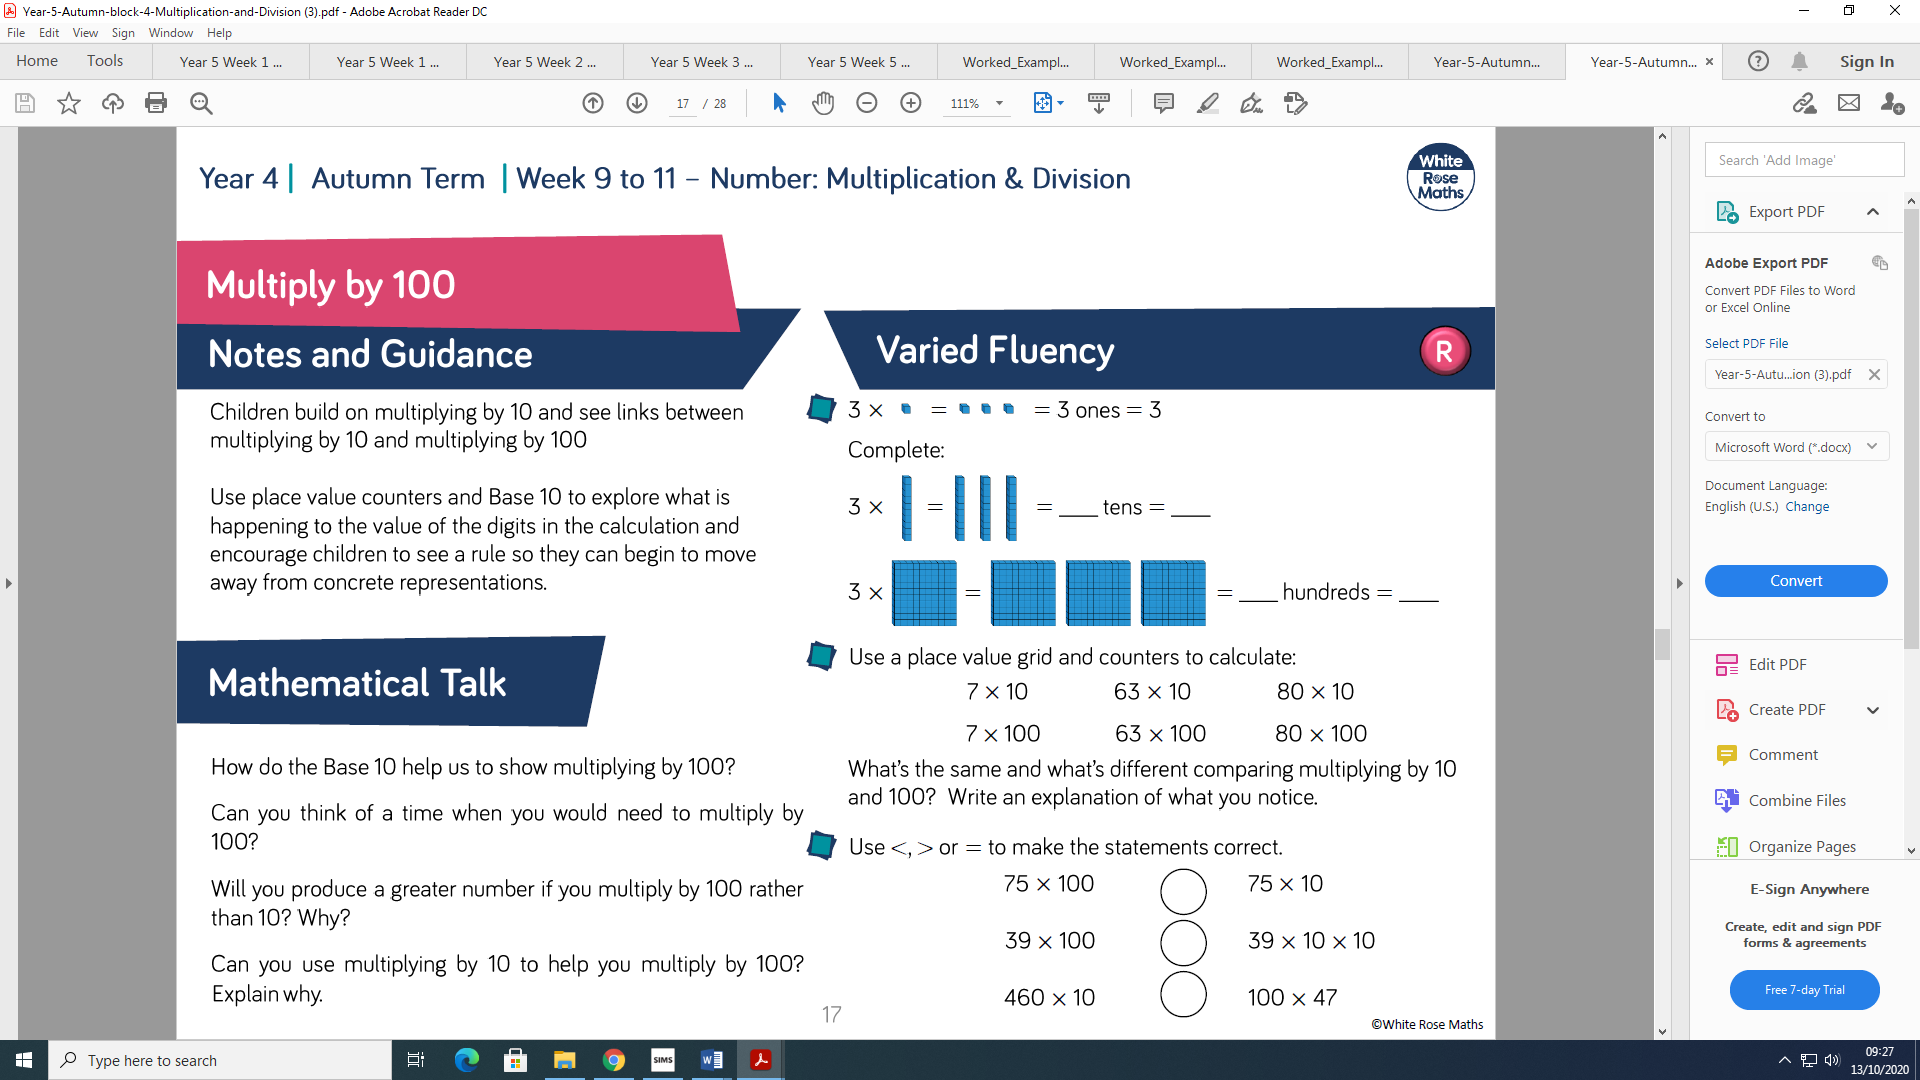 Year-5-Autumn-block-4-Multiplication-and-Division (3).pdf - Adobe Acrobat Reader DC
File Edit View Sign Window Help
Home Tools Year 5 Week 1 ... Year 5 Week 1 ... Year 5 Week 2 ... Year 5 Week 3 ... Year 5 Week 5 ... Worked_Exampl... Worked_Exampl... Worked_Exampl... Year-5-Autumn... Year-5-Autumn... × Sign In
17 / 28 111%
Year 4 | Autumn Term | Week 9 to 11 – Number: Multiplication & Division
White
Rose
Maths
Multiply by 100
Notes and Guidance
Children build on multiplying by 10 and see links between
multiplying by 10 and multiplying by 100
Use place value counters and Base 10 to explore what is
happening to the value of the digits in the calculation and
encourage children to see a rule so they can begin to move
away from concrete representations.
Mathematical Talk
How do the Base 10 help us to show multiplying by 100?
Can you think of a time when you would need to multiply by
100?
Will you produce a greater number if you multiply by 100 rather
than 10? Why?
Can you use multiplying by 10 to help you multiply by 100?
Explain why.
Varied Fluency
R
3 × = = 3 ones = 3
Complete:
3 × = = ___ tens = ___
3 × = = ___ hundreds = ___
Use a place value grid and counters to calculate:
7 × 10 63 × 10 80 × 10
7 × 100 63 × 100 80 × 100
What's the same and what's different comparing multiplying by 10
and 100? Write an explanation of what you notice.
Use <, > or = to make the statements correct.
75 × 100 75 × 10
39 × 100 39 × 10 × 10
460 × 10 100 × 47
17
©White Rose Maths
Search 'Add Image'
Export PDF
Adobe Export PDF
Convert PDF Files to Word
or Excel Online
Select PDF File
Year-5-Autu...ion (3).pdf
Convert to
Microsoft Word (*.docx)
Document Language:
English (U.S.) Change
Convert
Edit PDF
Create PDF
Comment
Combine Files
Organize Pages
E-Sign Anywhere
Create, edit and sign PDF
forms & agreements
Free 7-day Trial
Type here to search
SIMS
09:27
13/10/2020